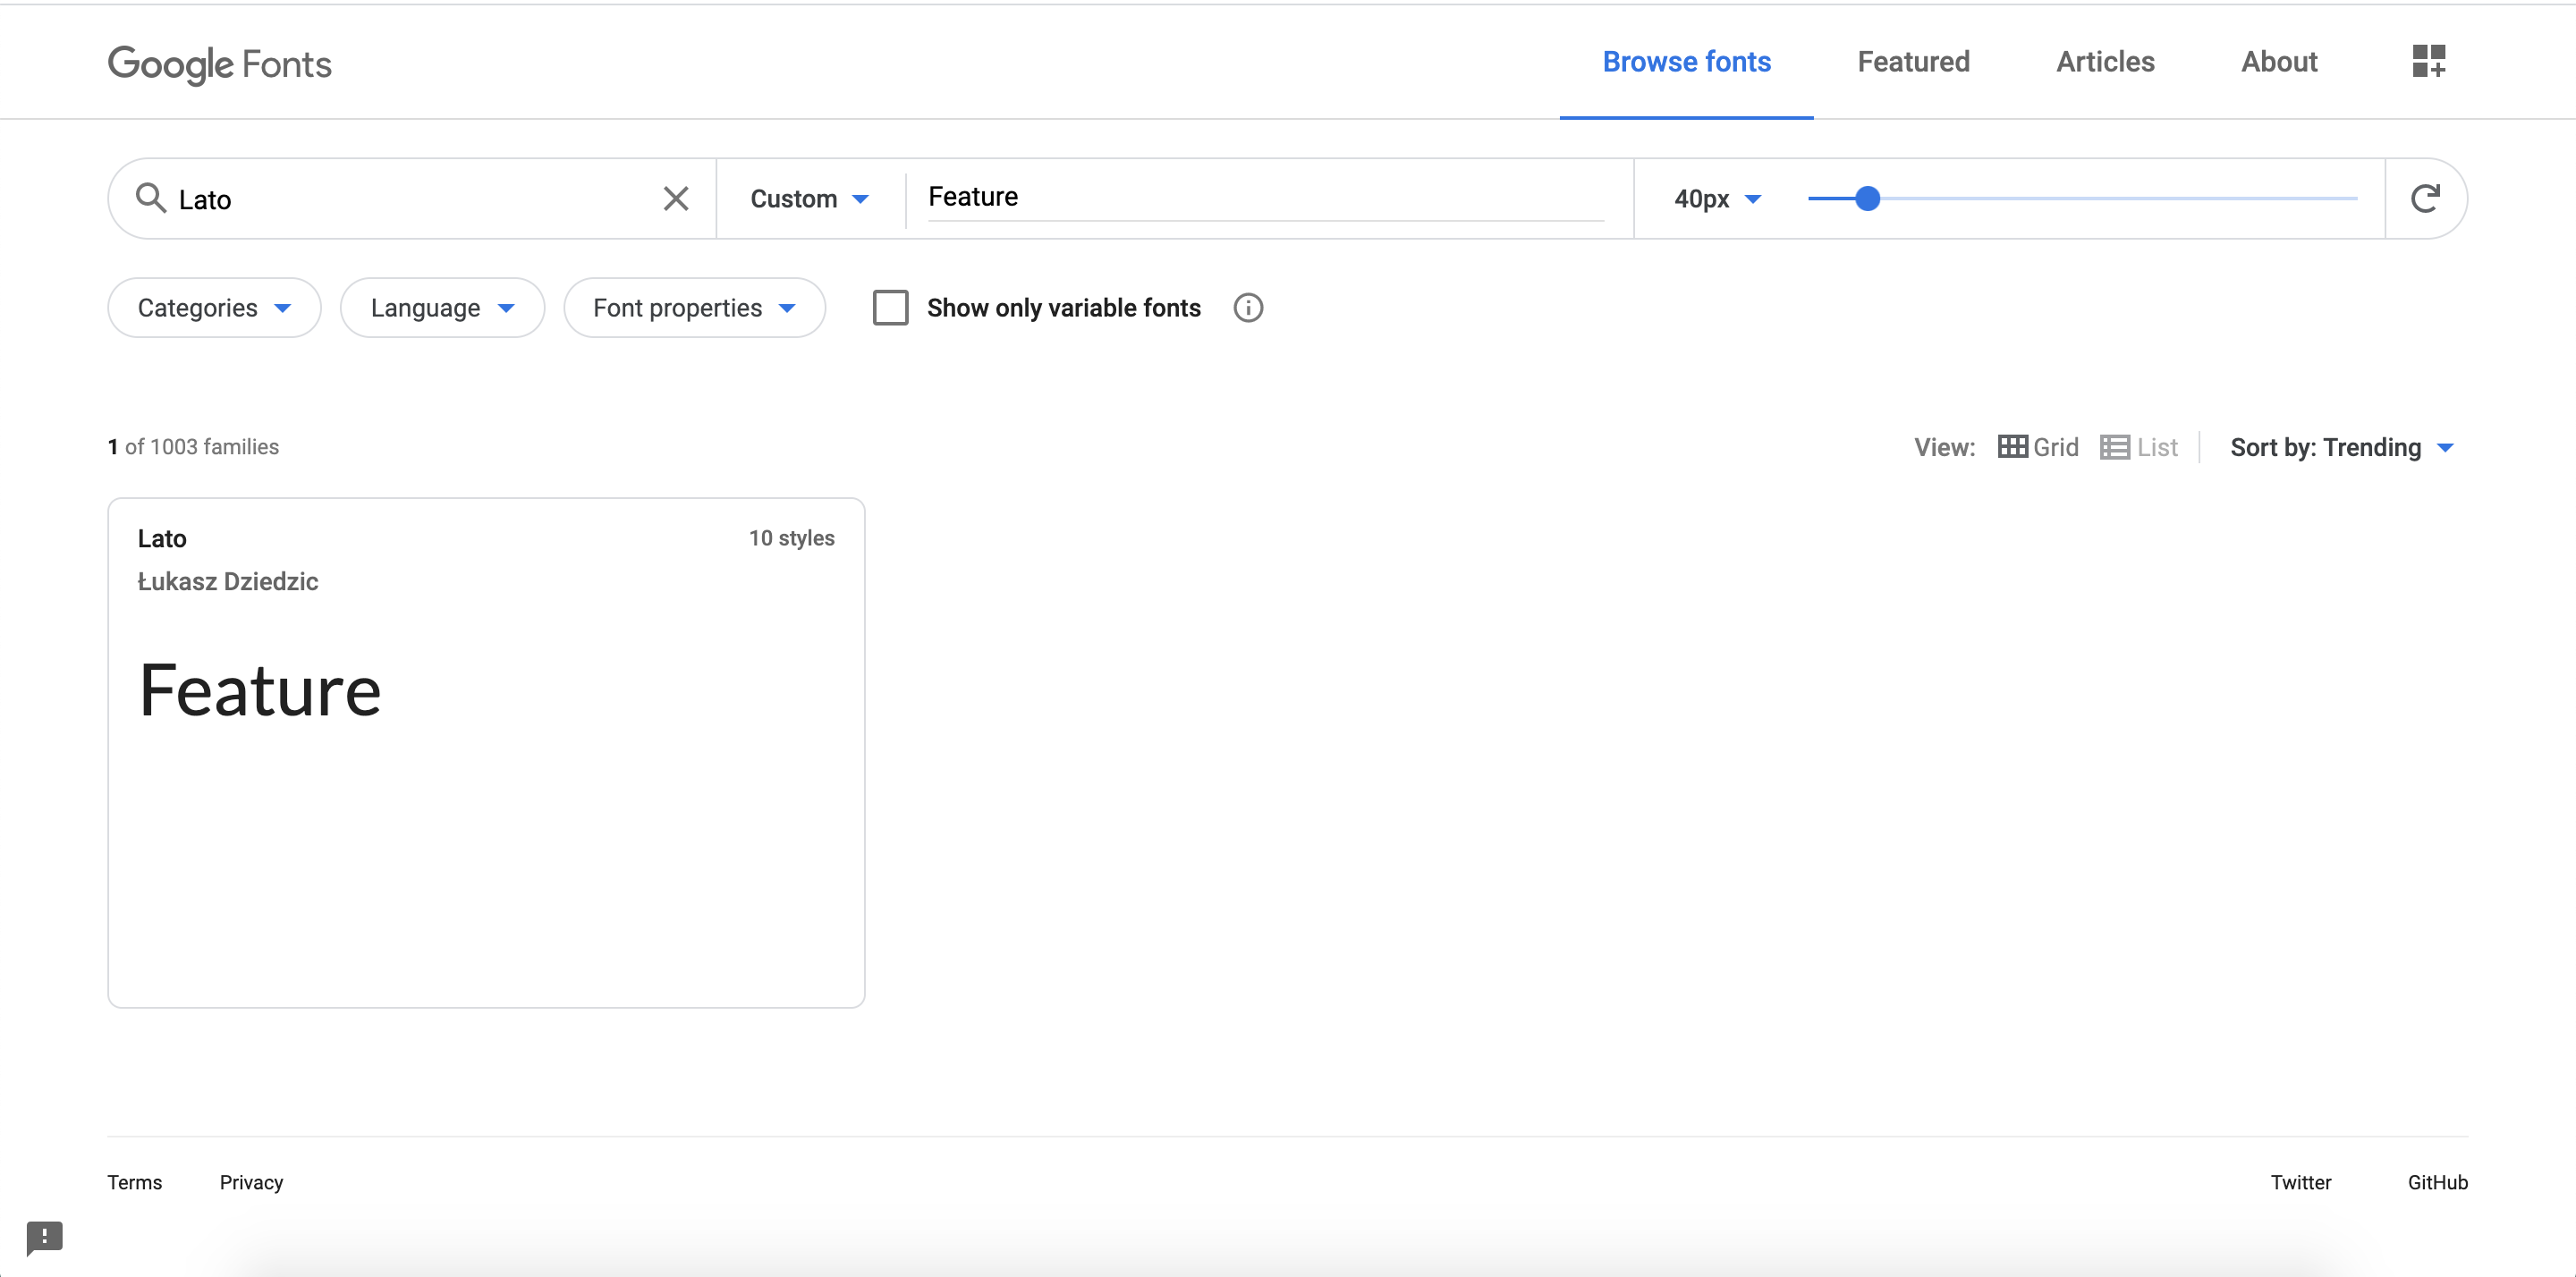 Google Fonts
Browse fonts
Featured
Articles
About
Lato
Custom
Feature
40px
Categories
Language
Font properties
Show only variable fonts
1 of 1003 families
View:
Grid
List
Sort by: Trending
Lato
10 styles
Łukasz Dziedzic
Feature
Terms
Privacy
Twitter
GitHub